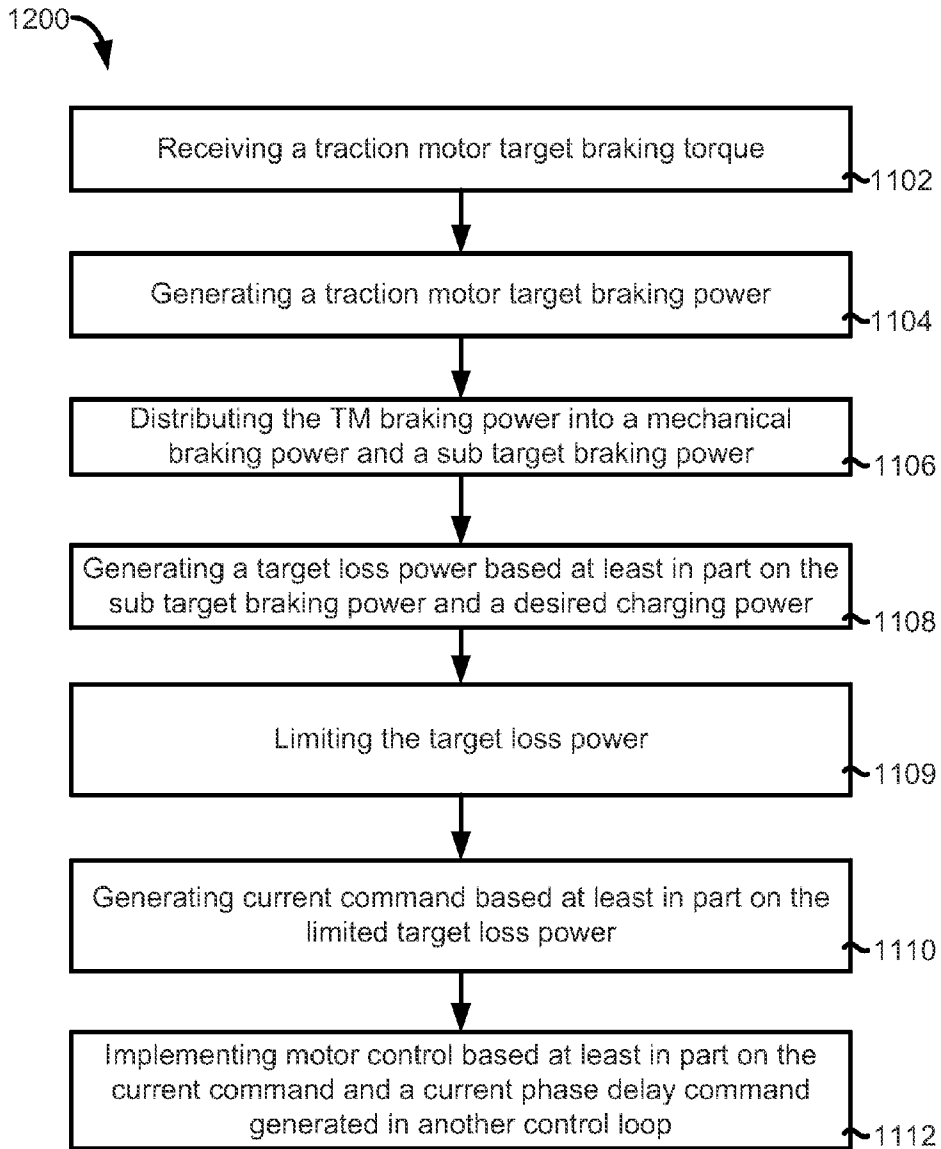 1200
Receiving a traction motor target braking torque
1102
Generating a traction motor target braking power
1104
Distributing the TM braking power into a mechanical
braking power and a sub target braking power
1106
Generating a target loss power based at least in part on the
sub target braking power and a desired charging power
1108
Limiting the target loss power
1109
Generating current command based at least in part on the
limited target loss power
1110
Implementing motor control based at least in part on the
current command and a current phase delay command
generated in another control loop
1112